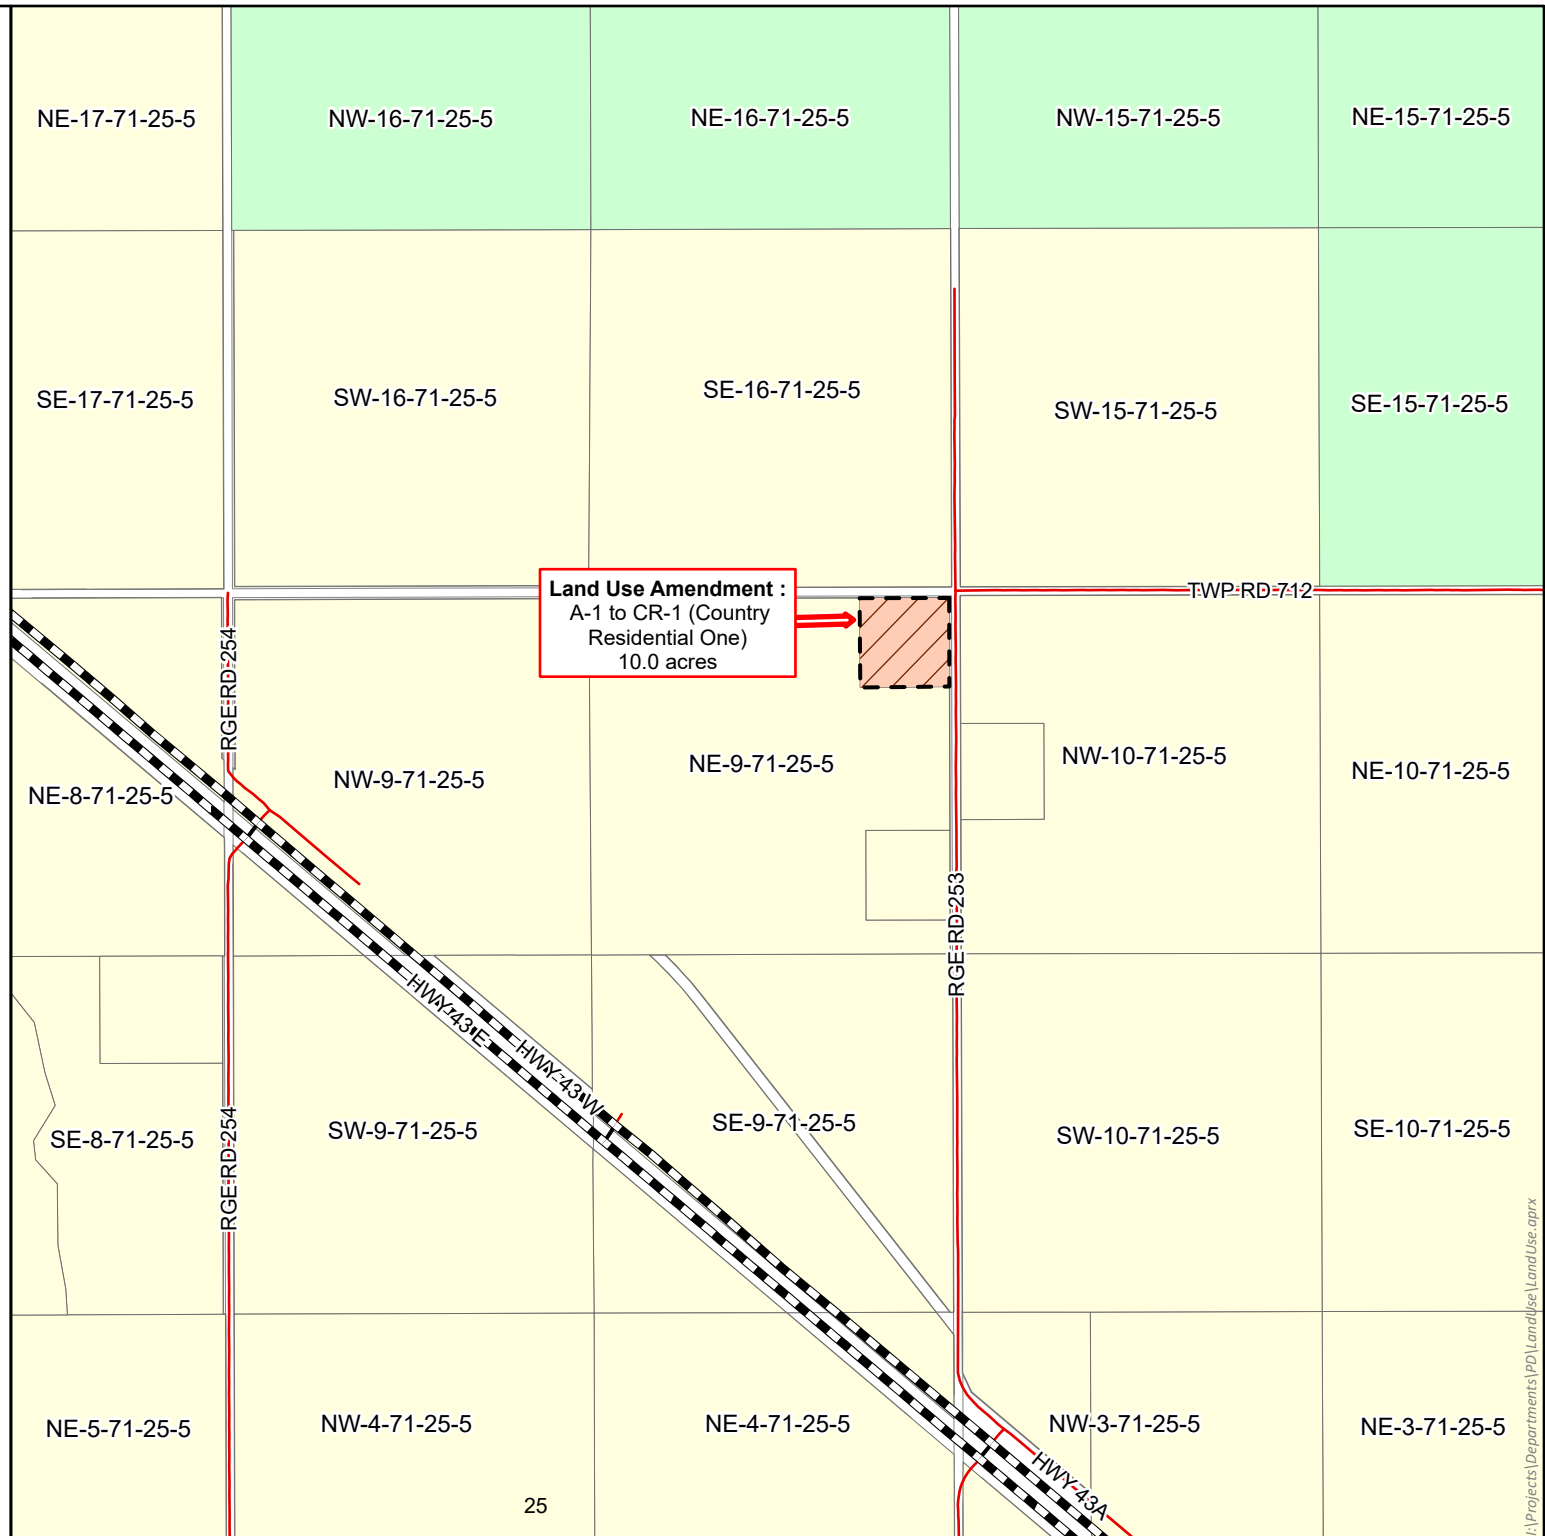 NE-17-71-25-5
NW-16-71-25-5
NE-16-71-25-5
NW-15-71-25-5
NE-15-71-25-5
SE-17-71-25-5
SW-16-71-25-5
SE-16-71-25-5
SW-15-71-25-5
SE-15-71-25-5
Land Use Amendment :
A-1 to CR-1 (Country
Residential One)
10.0 acres
TWP RD 712
RGE RD 254
NE-8-71-25-5
NW-9-71-25-5
NE-9-71-25-5
NW-10-71-25-5
NE-10-71-25-5
RGE RD 253
HWY 43 E
HWY 43 W
RGE RD 254
SE-8-71-25-5
SW-9-71-25-5
SE-9-71-25-5
SW-10-71-25-5
SE-10-71-25-5
NE-5-71-25-5
NW-4-71-25-5
NE-4-71-25-5
NW-3-71-25-5
NE-3-71-25-5
HWY 43A
25
I:\Projects\Departments\PD\LandUse\LandUse.aprx